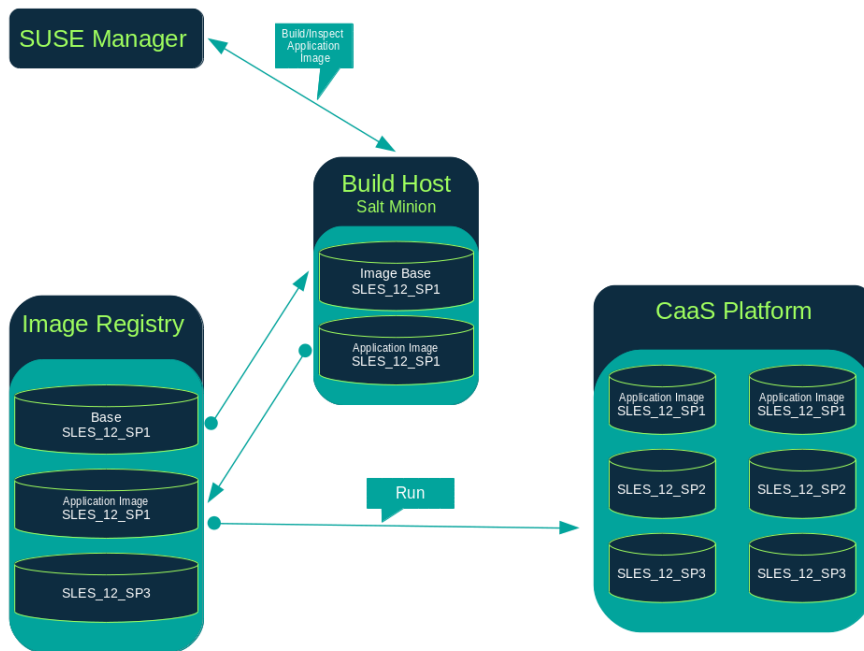 SUSE Manager
Build/Inspect
Application
Image
Build Host
Salt Minion
Image Base
SLES_12_SP1
Application Image
SLES_12_SP1
Image Registry
Base
SLES_12_SP1
Application Image
SLES_12_SP1
SLES_12_SP3
Run
CaaS Platform
Application Image
SLES_12_SP1
Application Image
SLES_12_SP1
SLES_12_SP2
SLES_12_SP2
SLES_12_SP3
SLES_12_SP3